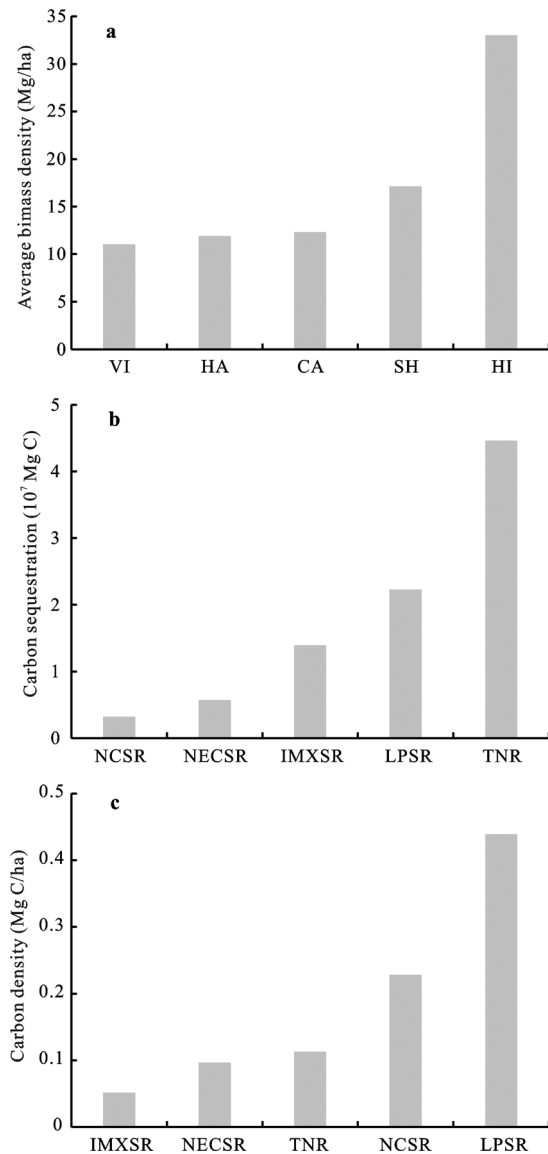 a
Average bimass density (Mg/ha)
35
30
25
20
15
10
5
0
VI HA CA SH HI
b
Carbon sequestration (10⁷ Mg C)
5
4
3
2
1
0
NCSR NECSR IMXSR LPSR TNR
c
Carbon density (Mg C/ha)
0.5
0.4
0.3
0.2
0.1
0
IMXSR NECSR TNR NCSR LPSR